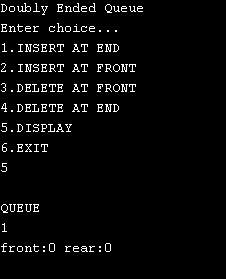 Doubly Ended Queue
Enter choice...
1.INSERT AT END
2.INSERT AT FRONT
3.DELETE AT FRONT
4.DELETE AT END
5.DISPLAY
6.EXIT
5
QUEUE
1
front:0 rear:0